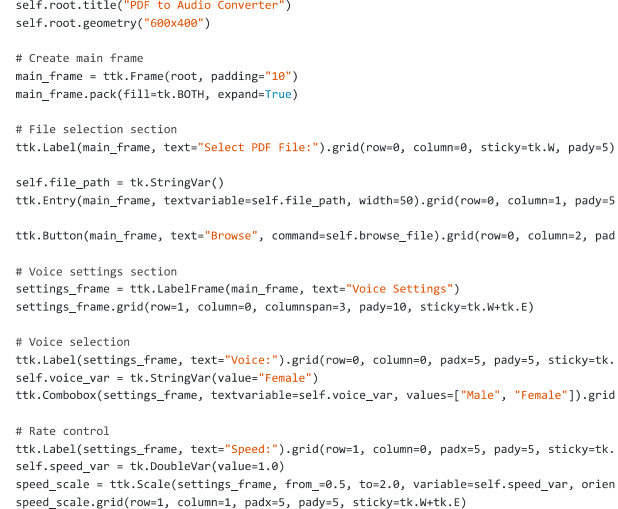 self.root.title("PDF to Audio Converter")
self.root.geometry("600x400")
# Create main frame
main_frame = ttk.Frame(root, padding="10")
main_frame.pack(fill=tk.BOTH, expand=True)
# File selection section
ttk.Label(main_frame, text="Select PDF File:").grid(row=0, column=0, sticky=tk.W, pady=5)
self.file_path = tk.StringVar()
ttk.Entry(main_frame, textvariable=self.file_path, width=50).grid(row=0, column=1, pady=5
ttk.Button(main_frame, text="Browse", command=self.browse_file).grid(row=0, column=2, pad
# Voice settings section
settings_frame = ttk.LabelFrame(main_frame, text="Voice Settings")
settings_frame.grid(row=1, column=0, columnspan=3, pady=10, sticky=tk.W+tk.E)
# Voice selection
ttk.Label(settings_frame, text="Voice:").grid(row=0, column=0, padx=5, pady=5, sticky=tk.
self.voice_var = tk.StringVar(value="Female")
ttk.Combobox(settings_frame, textvariable=self.voice_var, values=["Male", "Female"]).grid
# Rate control
ttk.Label(settings_frame, text="Speed:").grid(row=1, column=0, padx=5, pady=5, sticky=tk.
self.speed_var = tk.DoubleVar(value=1.0)
speed_scale = ttk.Scale(settings_frame, from_=0.5, to=2.0, variable=self.speed_var, orien
speed_scale.grid(row=1, column=1, padx=5, pady=5, sticky=tk.W+tk.E)